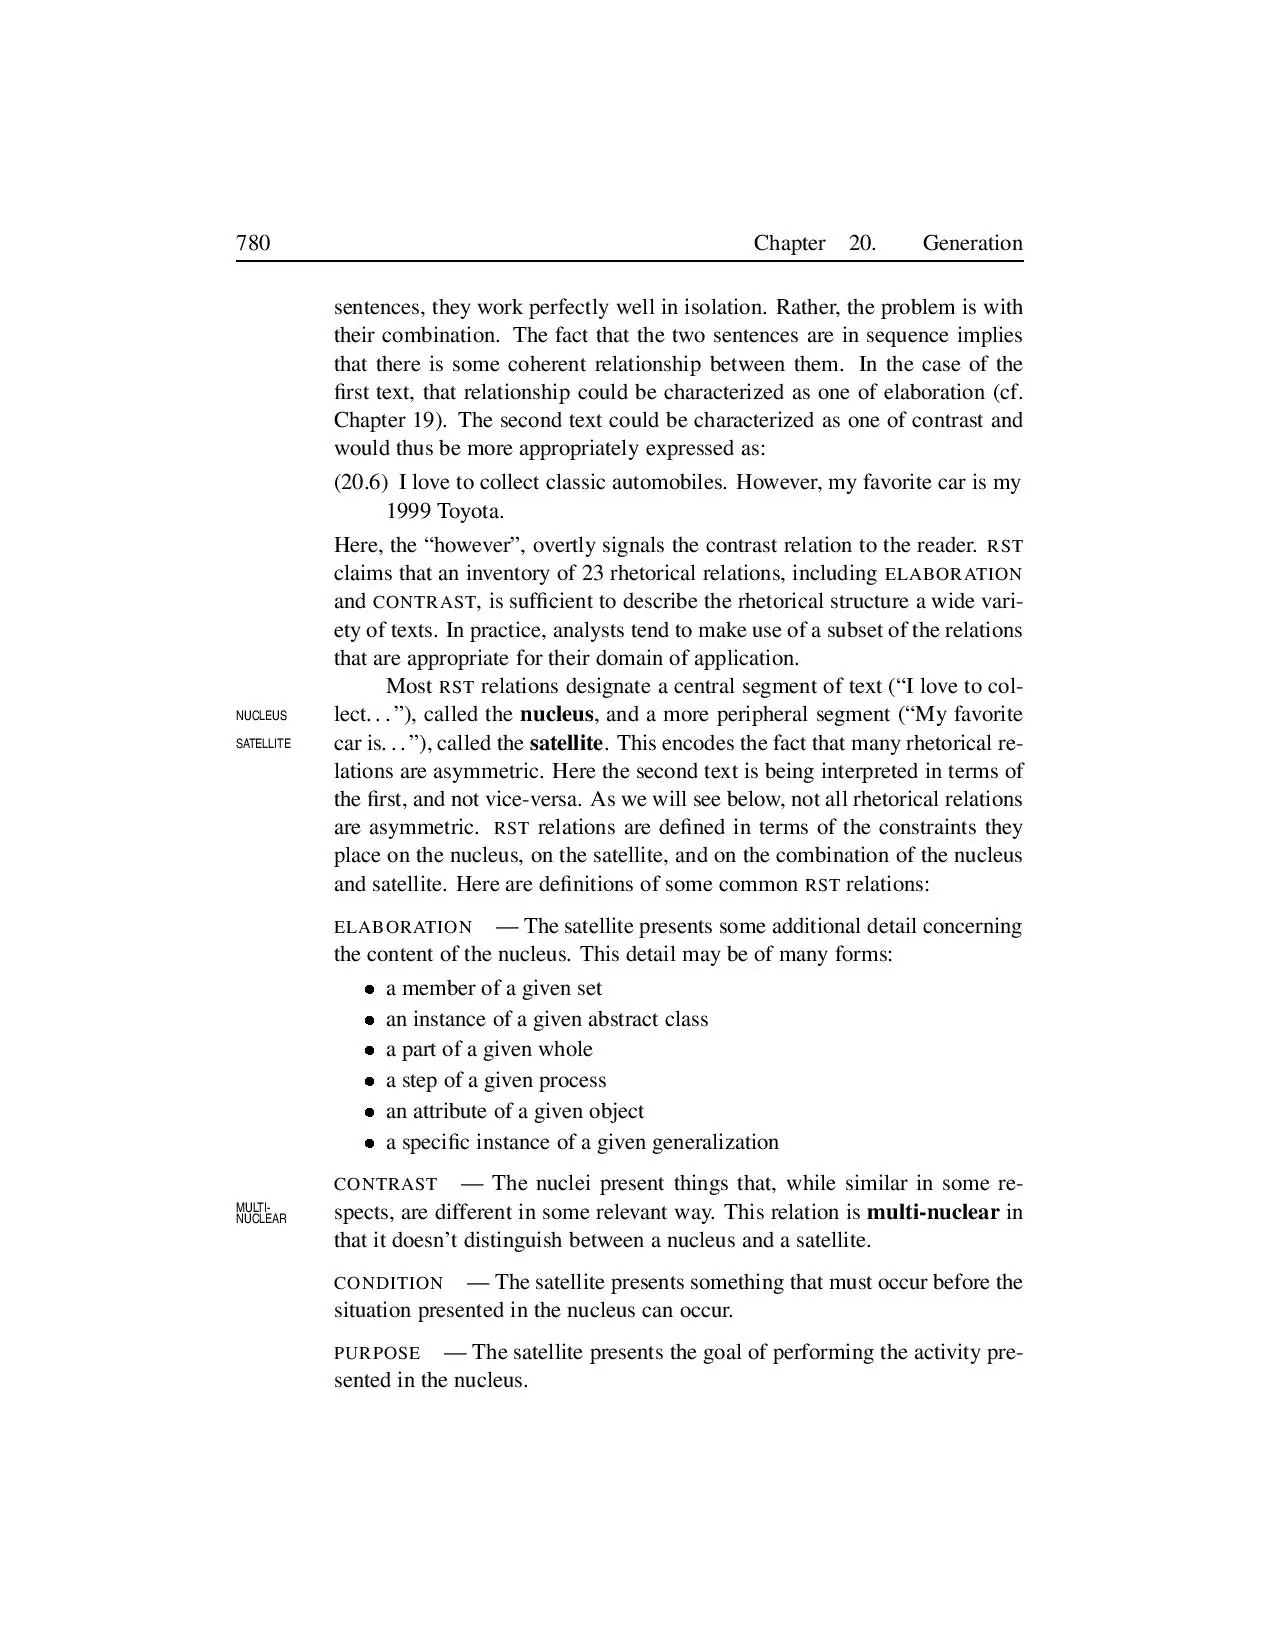 780 Chapter 20. Generation
sentences, they work perfectly well in isolation. Rather, the problem is with
their combination. The fact that the two sentences are in sequence implies
that there is some coherent relationship between them. In the case of the
first text, that relationship could be characterized as one of elaboration (cf.
Chapter 19). The second text could be characterized as one of contrast and
would thus be more appropriately expressed as:
(20.6) I love to collect classic automobiles. However, my favorite car is my
1999 Toyota.
Here, the “however”, overtly signals the contrast relation to the reader. RST
claims that an inventory of 23 rhetorical relations, including ELABORATION
and CONTRAST, is sufficient to describe the rhetorical structure a wide vari-
ety of texts. In practice, analysts tend to make use of a subset of the relations
that are appropriate for their domain of application.
Most RST relations designate a central segment of text (“I love to col-
NUCLEUS lect. . . ”), called the nucleus, and a more peripheral segment (“My favorite
SATELLITE car is. . . ”), called the satellite. This encodes the fact that many rhetorical re-
lations are asymmetric. Here the second text is being interpreted in terms of
the first, and not vice-versa. As we will see below, not all rhetorical relations
are asymmetric. RST relations are defined in terms of the constraints they
place on the nucleus, on the satellite, and on the combination of the nucleus
and satellite. Here are definitions of some common RST relations:
ELABORATION — The satellite presents some additional detail concerning
the content of the nucleus. This detail may be of many forms:
• a member of a given set
• an instance of a given abstract class
• a part of a given whole
• a step of a given process
• an attribute of a given object
• a specific instance of a given generalization
CONTRAST — The nuclei present things that, while similar in some re-
MULTI-
NUCLEAR spects, are different in some relevant way. This relation is multi-nuclear in
that it doesn’t distinguish between a nucleus and a satellite.
CONDITION — The satellite presents something that must occur before the
situation presented in the nucleus can occur.
PURPOSE — The satellite presents the goal of performing the activity pre-
sented in the nucleus.